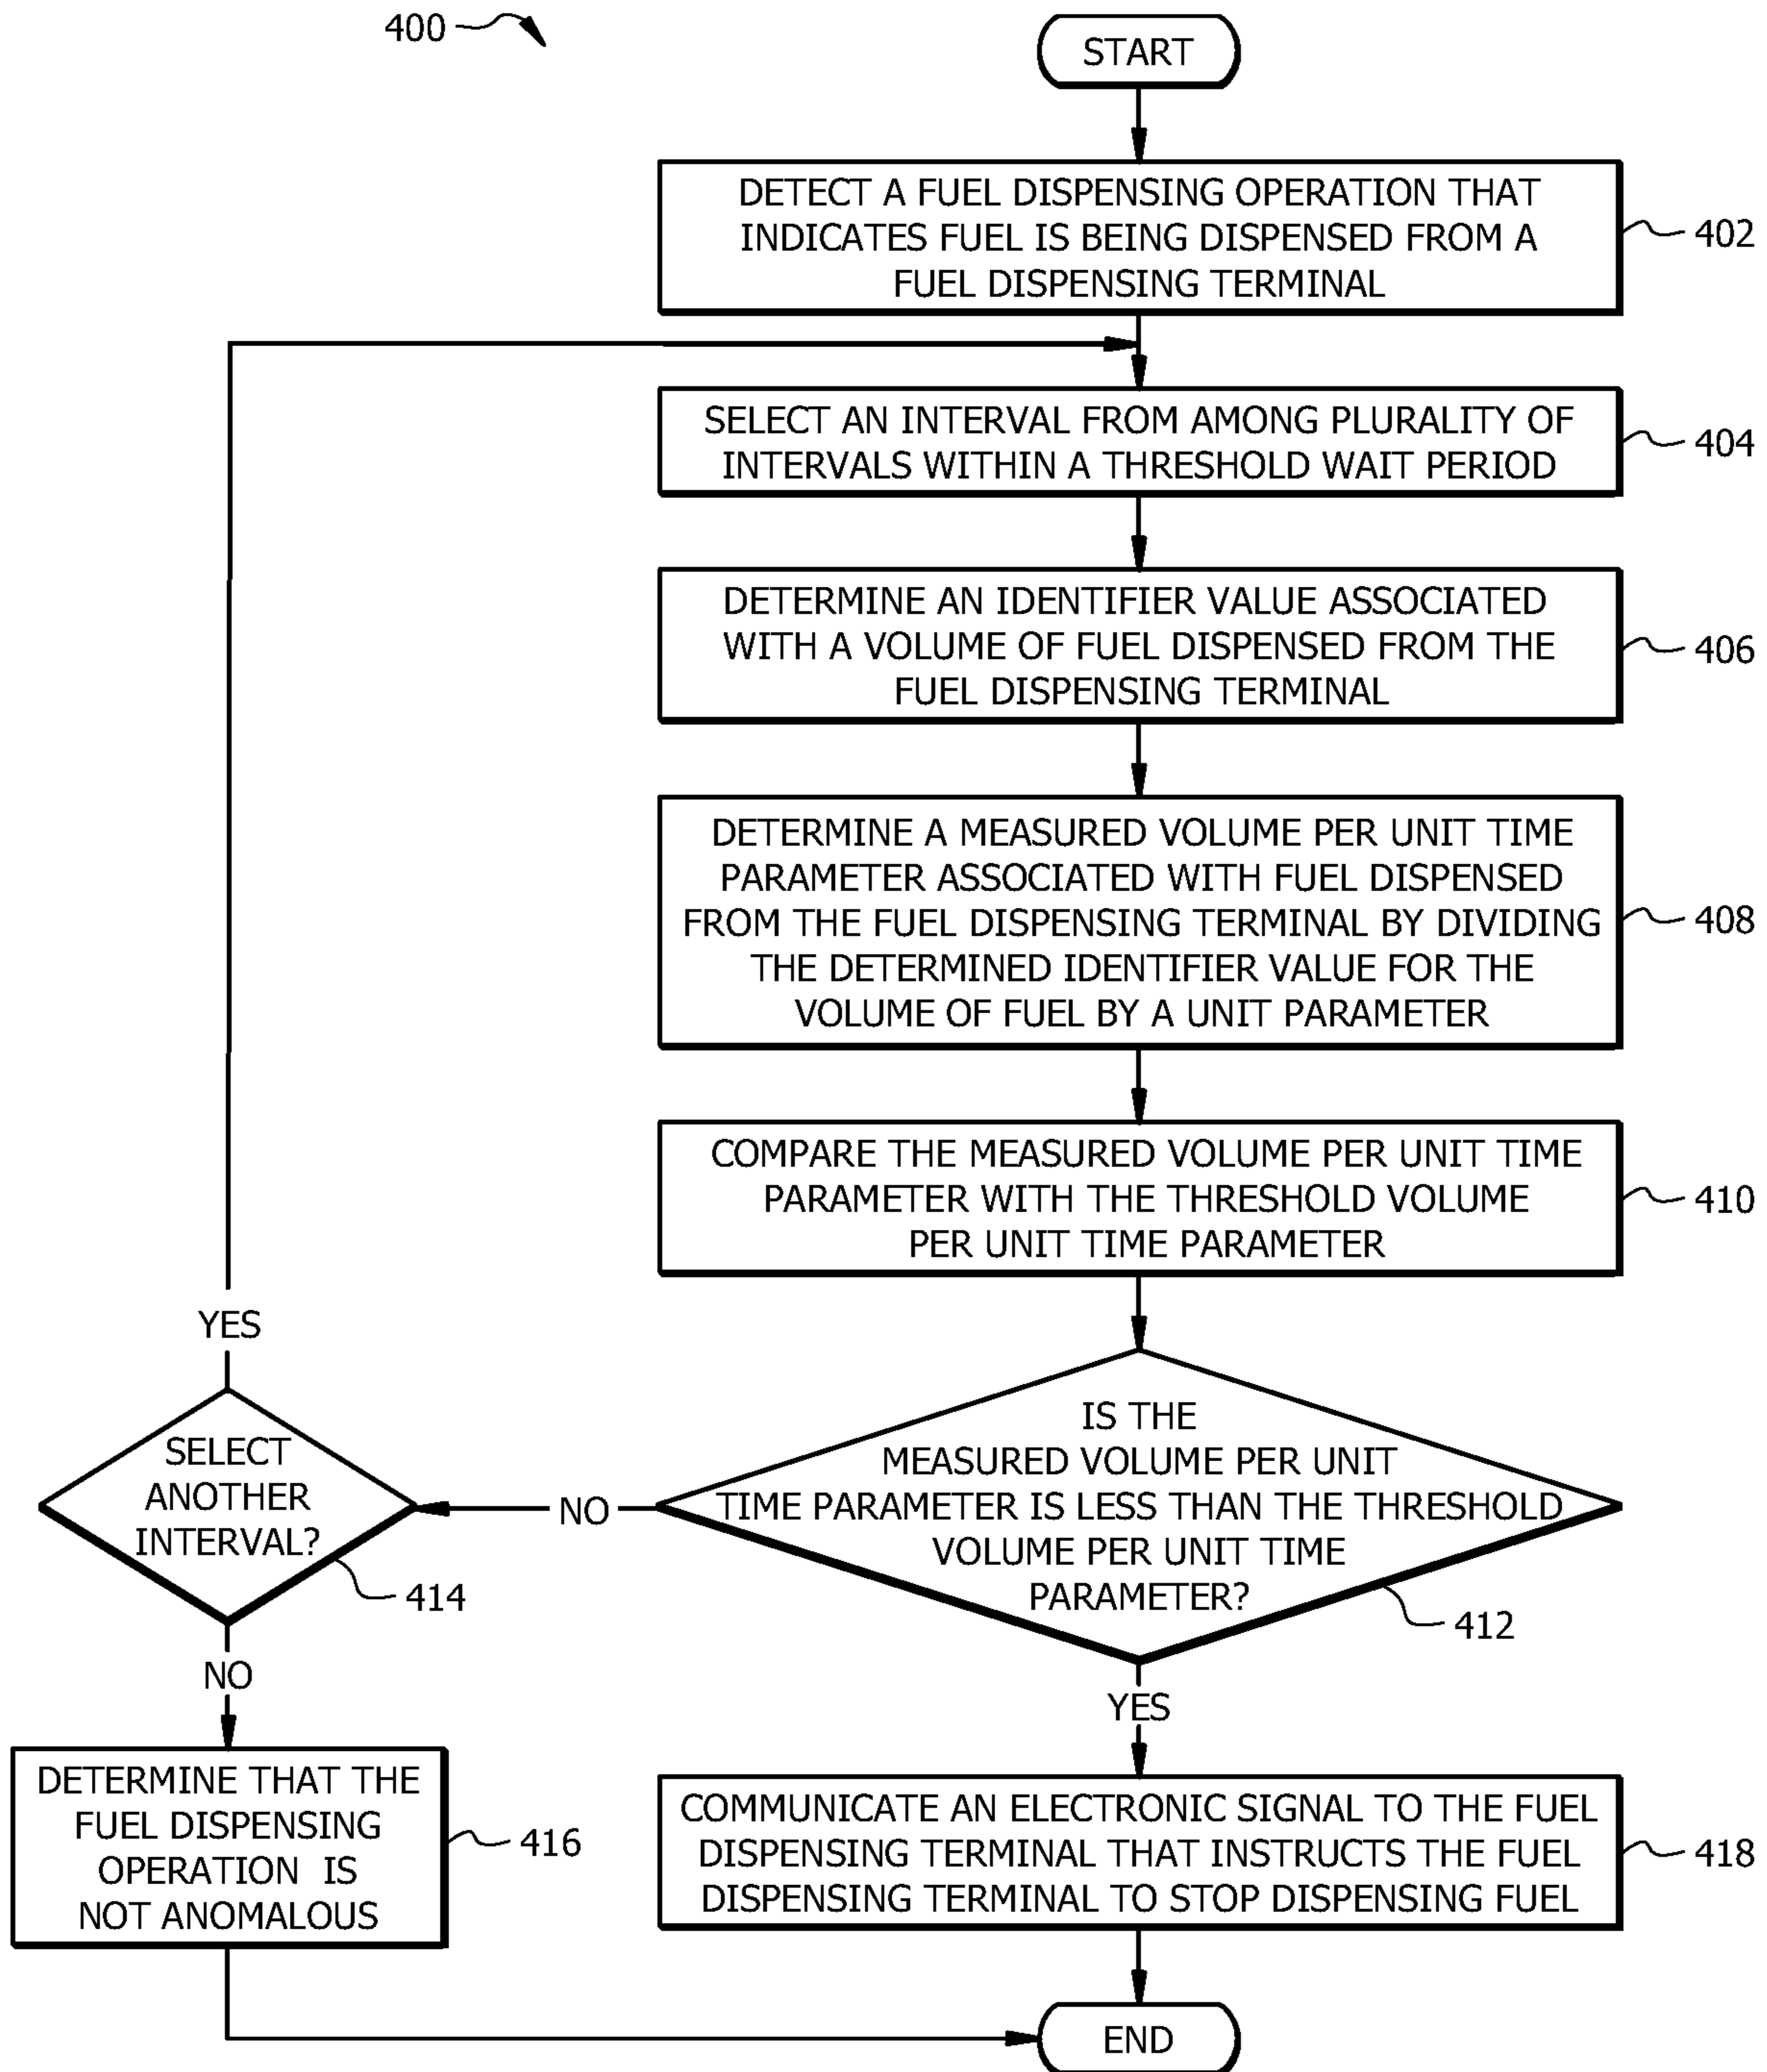 400
START
DETECT A FUEL DISPENSING OPERATION THAT
INDICATES FUEL IS BEING DISPENSED FROM A
FUEL DISPENSING TERMINAL
402
SELECT AN INTERVAL FROM AMONG PLURALITY OF
INTERVALS WITHIN A THRESHOLD WAIT PERIOD
404
DETERMINE AN IDENTIFIER VALUE ASSOCIATED
WITH A VOLUME OF FUEL DISPENSED FROM THE
FUEL DISPENSING TERMINAL
406
DETERMINE A MEASURED VOLUME PER UNIT TIME
PARAMETER ASSOCIATED WITH FUEL DISPENSED
FROM THE FUEL DISPENSING TERMINAL BY DIVIDING
THE DETERMINED IDENTIFIER VALUE FOR THE
VOLUME OF FUEL BY A UNIT PARAMETER
408
COMPARE THE MEASURED VOLUME PER UNIT TIME
PARAMETER WITH THE THRESHOLD VOLUME
PER UNIT TIME PARAMETER
410
IS THE
MEASURED VOLUME PER UNIT
TIME PARAMETER IS LESS THAN THE THRESHOLD
VOLUME PER UNIT TIME
PARAMETER?
412
NO
YES
SELECT
ANOTHER
INTERVAL?
414
YES
NO
DETERMINE THAT THE
FUEL DISPENSING
OPERATION IS
NOT ANOMALOUS
416
COMMUNICATE AN ELECTRONIC SIGNAL TO THE FUEL
DISPENSING TERMINAL THAT INSTRUCTS THE FUEL
DISPENSING TERMINAL TO STOP DISPENSING FUEL
418
END